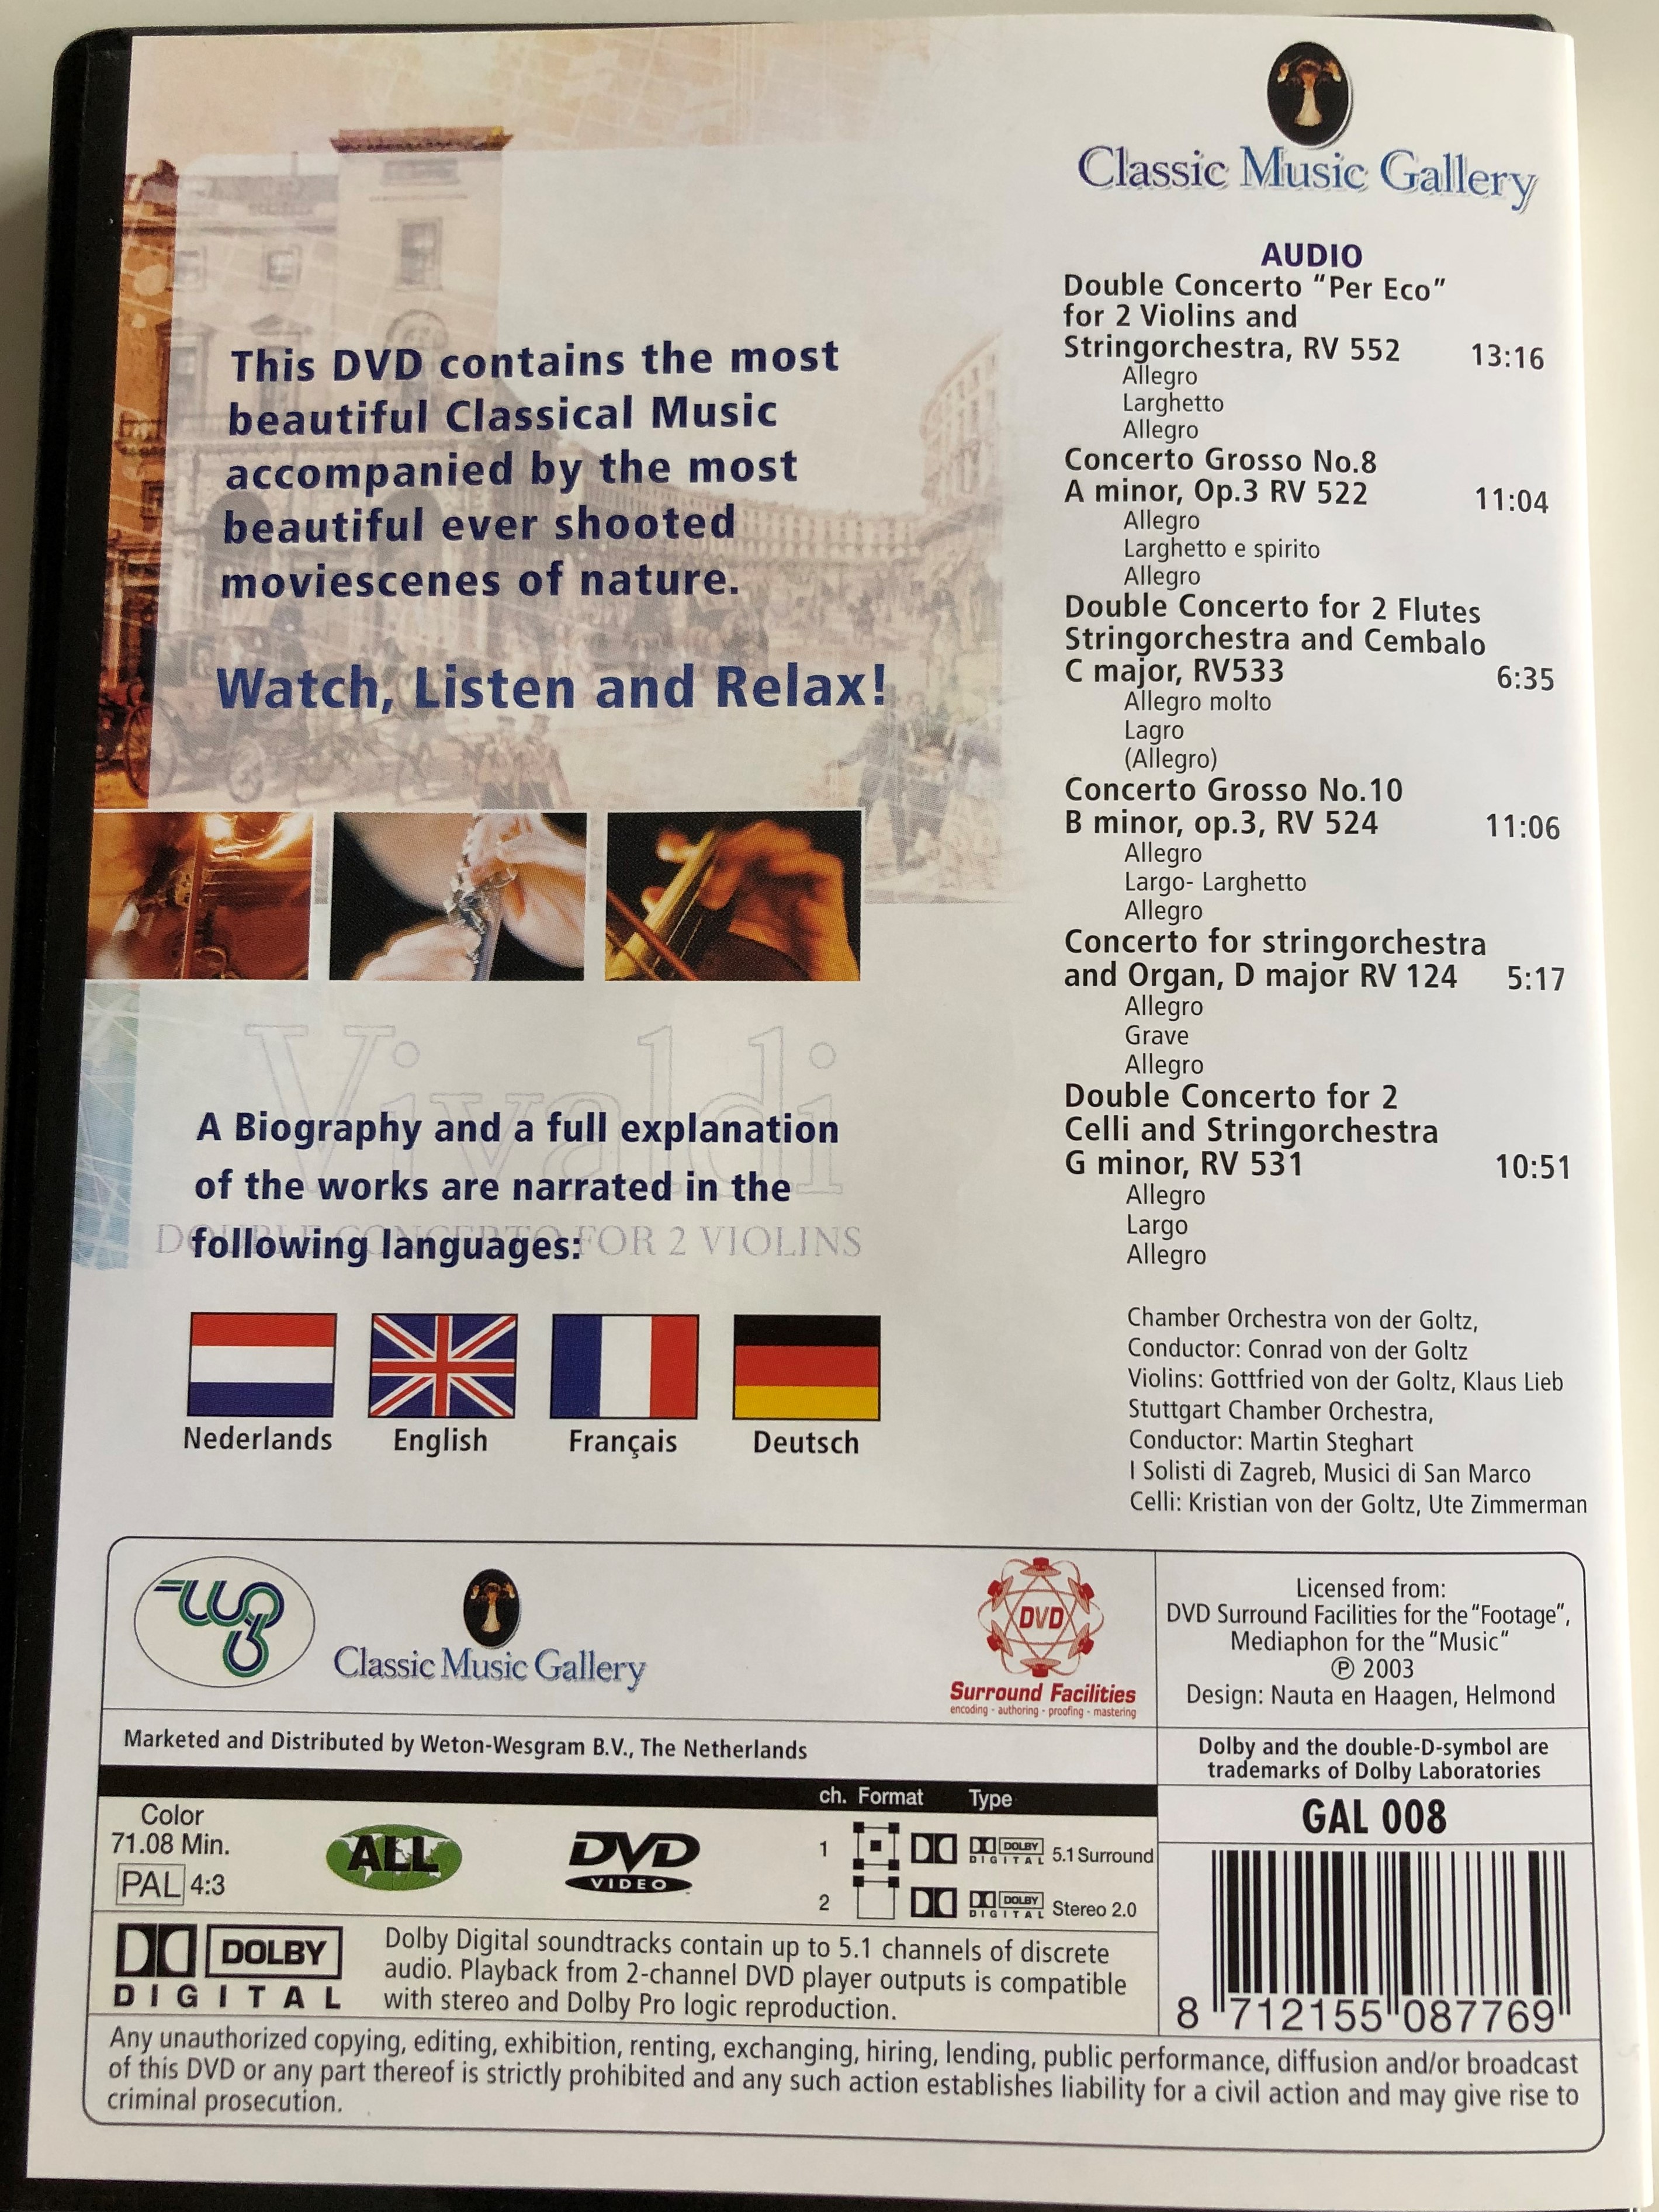 Classic Music Gallery
This DVD contains the most
beautiful Classical Music
accompanied by the most
beautiful ever shooted
moviescenes of nature.
Watch, Listen and Relax!
Vivaldi
DOUBLE CONCERTO FOR 2 VIOLINS
A Biography and a full explanation
of the works are narrated in the
following languages:
Nederlands English Français Deutsch
AUDIO
Double Concerto “Per Eco”
for 2 Violins and
Stringorchestra, RV 552 13:16
Allegro
Larghetto
Allegro
Concerto Grosso No.8
A minor, Op.3 RV 522 11:04
Allegro
Larghetto e spirito
Allegro
Double Concerto for 2 Flutes
Stringorchestra and Cembalo
C major, RV533 6:35
Allegro molto
Lagro
(Allegro)
Concerto Grosso No.10
B minor, op.3, RV 524 11:06
Allegro
Largo- Larghetto
Allegro
Concerto for stringorchestra
and Organ, D major RV 124 5:17
Allegro
Grave
Allegro
Double Concerto for 2
Celli and Stringorchestra
G minor, RV 531 10:51
Allegro
Largo
Allegro
Chamber Orchestra von der Goltz,
Conductor: Conrad von der Goltz
Violins: Gottfried von der Goltz, Klaus Lieb
Stuttgart Chamber Orchestra,
Conductor: Martin Steghart
I Solisti di Zagreb, Musici di San Marco
Celli: Kristian von der Goltz, Ute Zimmerman
Classic Music Gallery
DVD
Surround Facilities
encoding - authoring - proofing - mastering
Licensed from:
DVD Surround Facilities for the “Footage”,
Mediaphon for the “Music”
℗ 2003
Design: Nauta en Haagen, Helmond
Marketed and Distributed by Weton-Wesgram B.V., The Netherlands
Dolby and the double-D-symbol are
trademarks of Dolby Laboratories
ch. Format Type
Color
71.08 Min.
PAL 4:3
ALL
DVD
VIDEO
1 DOLBY DIGITAL 5.1 Surround
2 DOLBY DIGITAL Stereo 2.0
GAL 008
DOLBY
DIGITAL
Dolby Digital soundtracks contain up to 5.1 channels of discrete
audio. Playback from 2-channel DVD player outputs is compatible
with stereo and Dolby Pro logic reproduction.
8 712155 087769
Any unauthorized copying, editing, exhibition, renting, exchanging, hiring, lending, public performance, diffusion and/or broadcast
of this DVD or any part thereof is strictly prohibited and any such action establishes liability for a civil action and may give rise to
criminal prosecution.